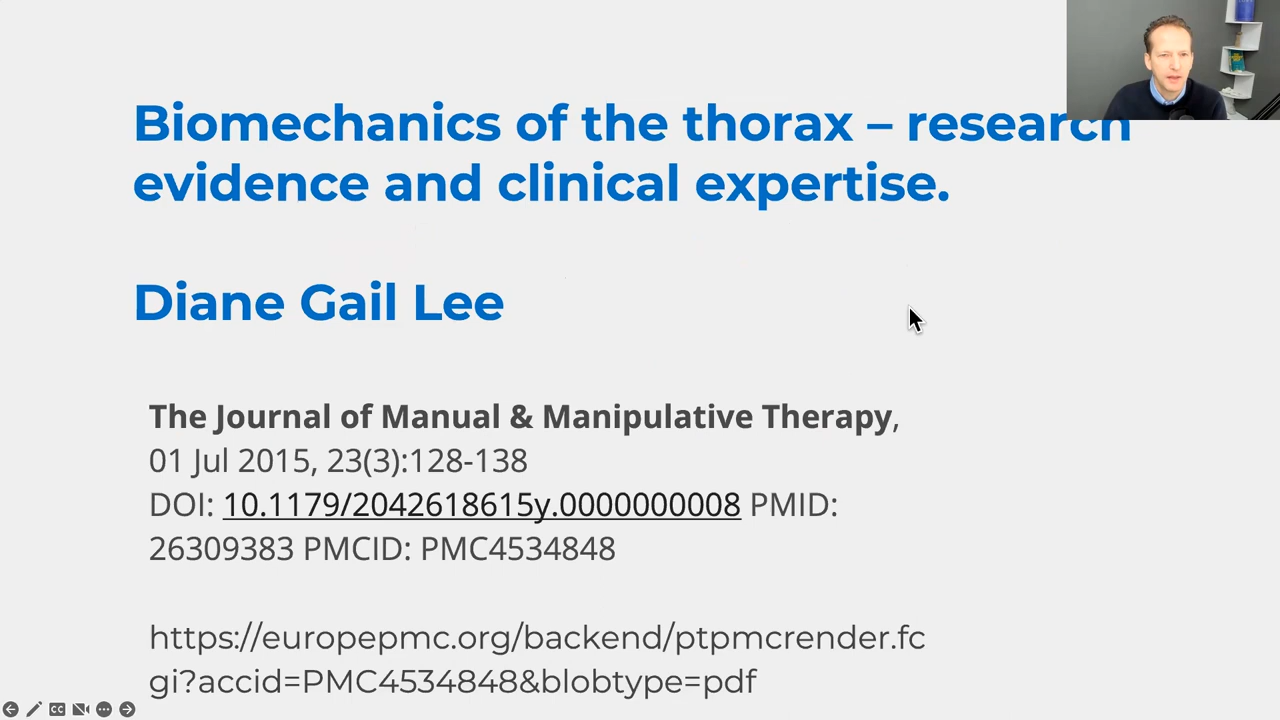 Biomechanics of the thorax – research
evidence and clinical expertise.
Diane Gail Lee
The Journal of Manual & Manipulative Therapy,
01 Jul 2015, 23(3):128-138
DOI: 10.1179/2042618615y.0000000008 PMID:
26309383 PMCID: PMC4534848
https://europepmc.org/backend/ptpmcrender.fc
gi?accid=PMC4534848&blobtype=pdf